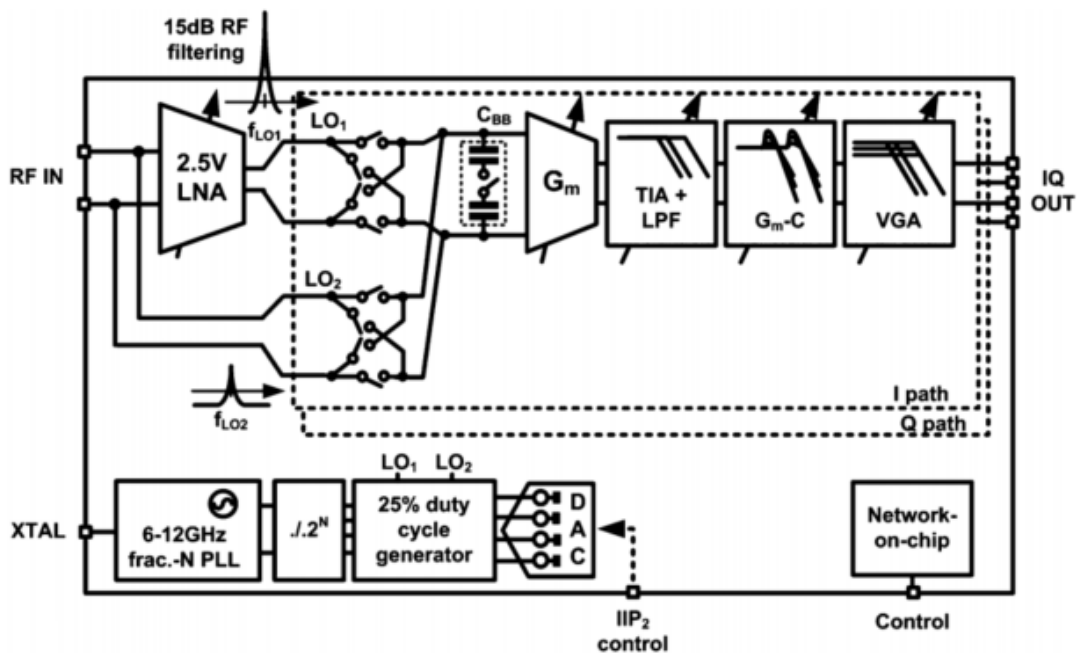 15dB RF
filtering
f_LO1
LO₁
C_BB
2.5V
LNA
RF IN
G_m
TIA +
LPF
G_m-C
VGA
IQ
OUT
LO₂
f_LO2
I path
Q path
LO₁ LO₂
XTAL
6-12GHz
frac.-N PLL
./.2ᴺ
25% duty
cycle
generator
D
A
C
IIP₂
control
Network-
on-chip
Control